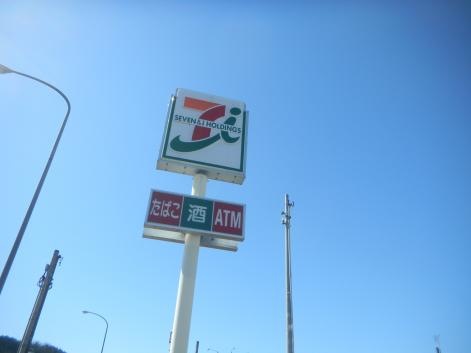 SEVEN & i HOLDINGS
たばこ 酒 ATM